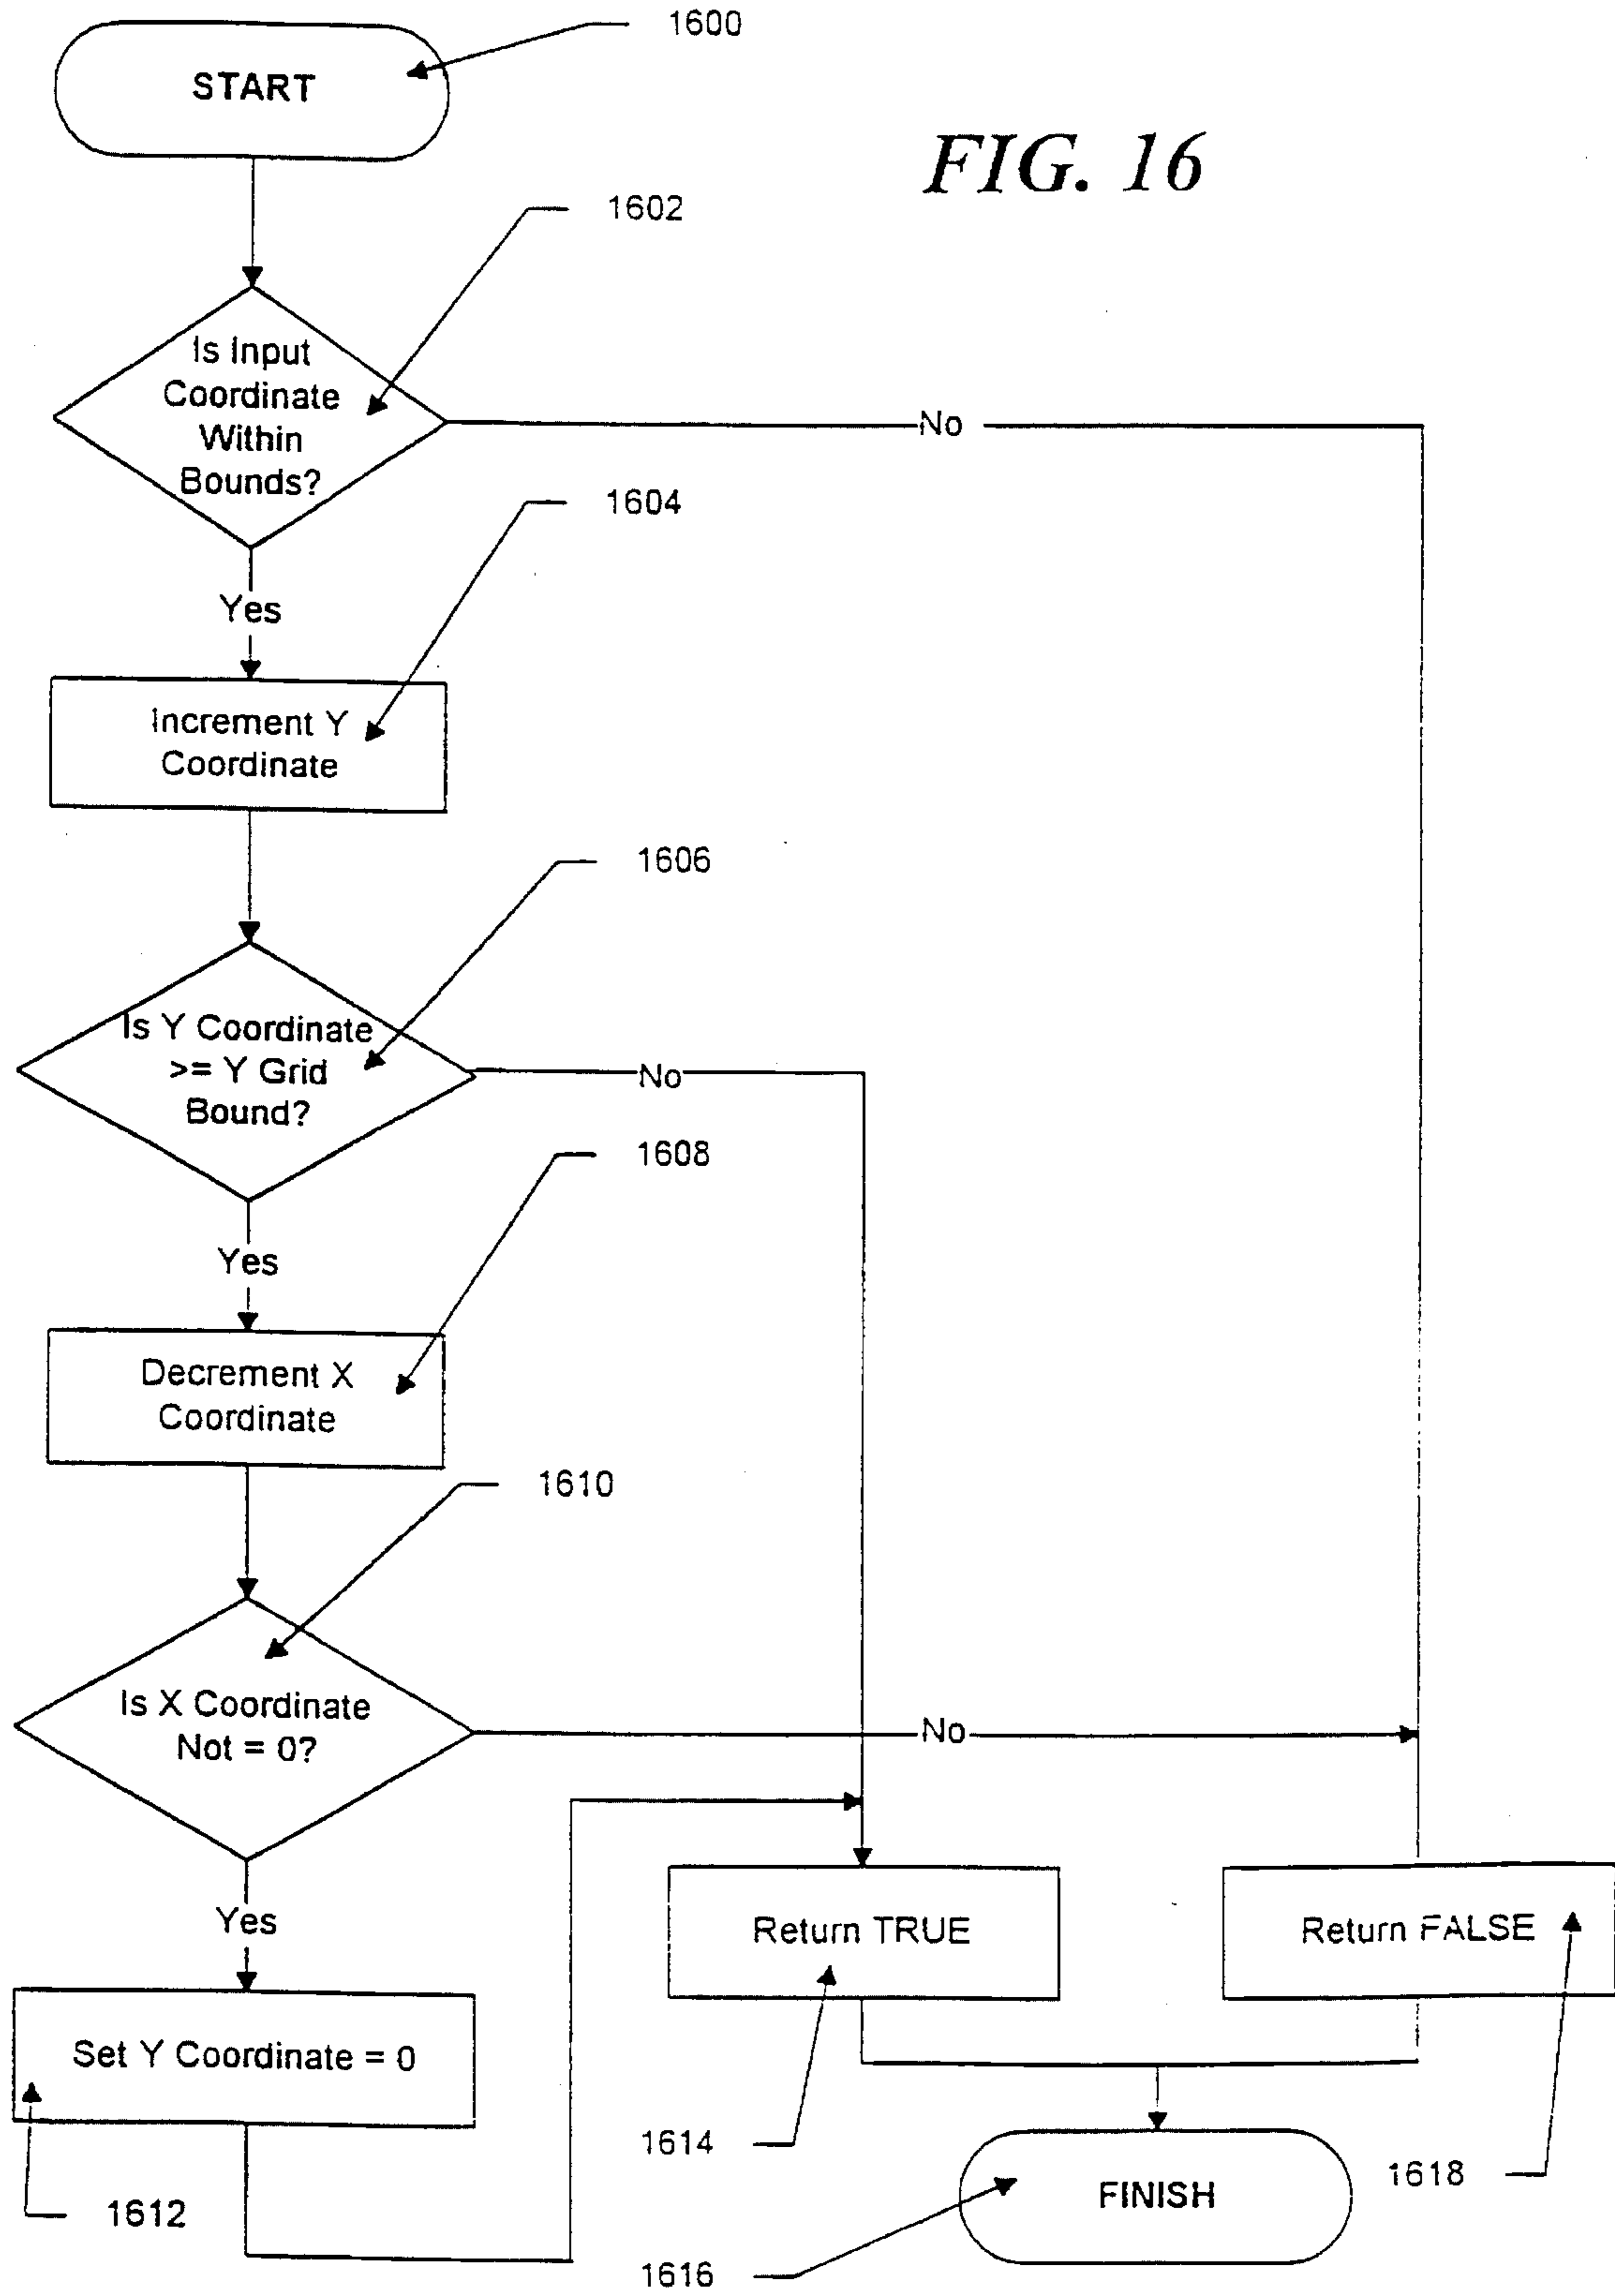 1600
START
FIG. 16
1602
Is Input
Coordinate
Within
Bounds?
No
1604
Yes
Increment Y
Coordinate
1606
Is Y Coordinate
>= Y Grid
Bound?
No
1608
Yes
Decrement X
Coordinate
1610
Is X Coordinate
Not = 0?
No
Yes
Return TRUE
Return FALSE
Set Y Coordinate = 0
1614
1618
1612
FINISH
1616